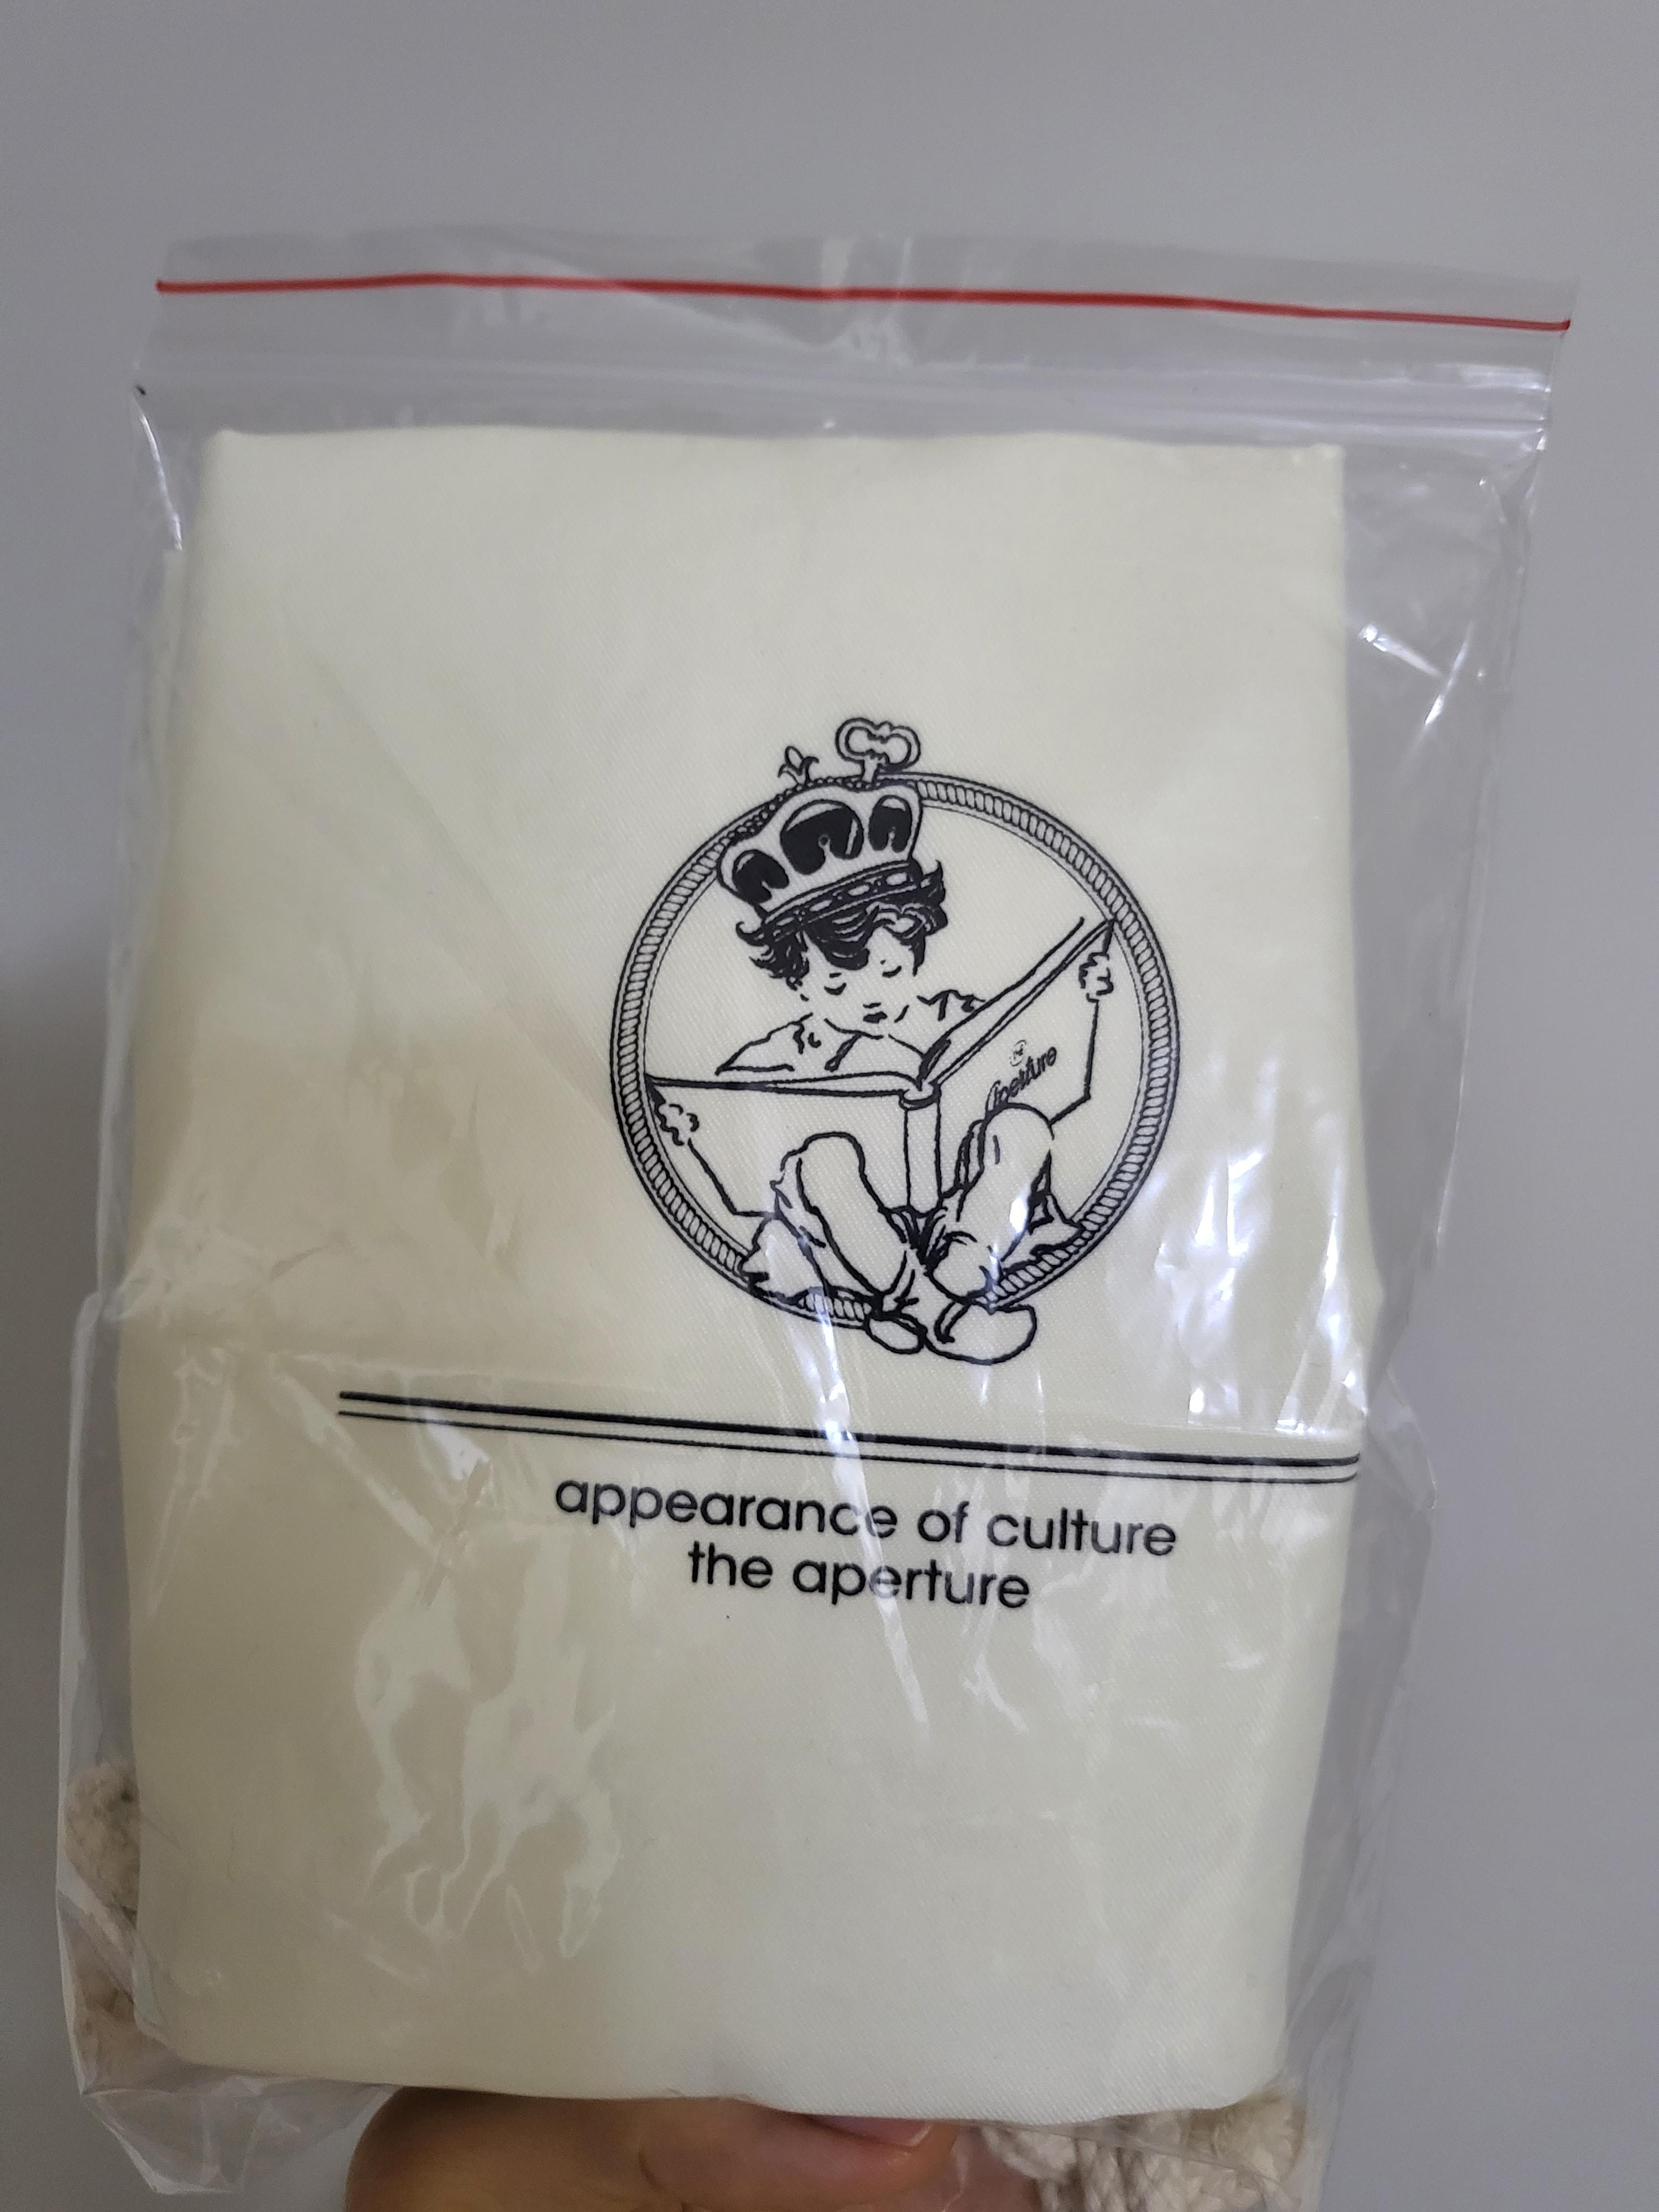 Aperture
appearance of culture
the aperture